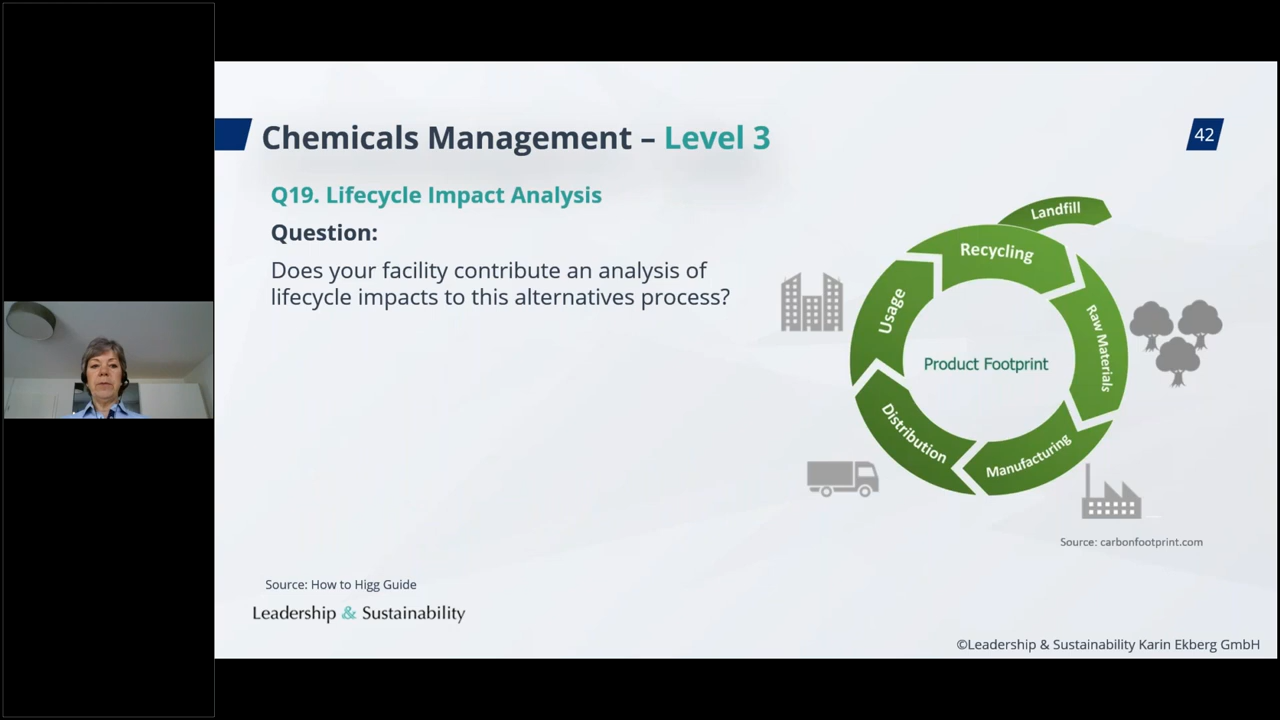 Chemicals Management – Level 3
42
Q19. Lifecycle Impact Analysis
Question:
Does your facility contribute an analysis of
lifecycle impacts to this alternatives process?
Landfill
Recycling
Raw Materials
Manufacturing
Distribution
Usage
Product Footprint
Source: carbonfootprint.com
Source: How to Higg Guide
Leadership & Sustainability
©Leadership & Sustainability Karin Ekberg GmbH